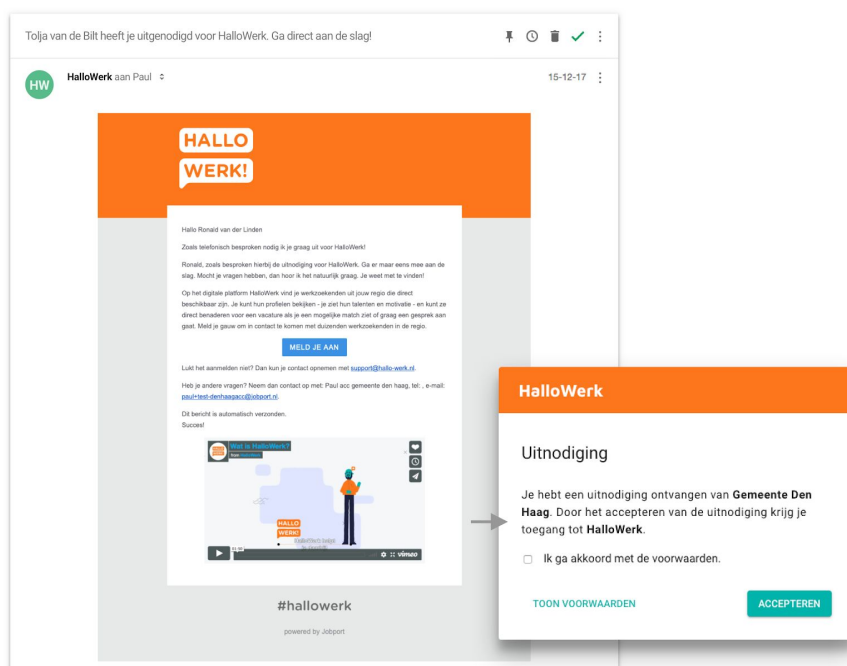 Tolja van de Bilt heeft je uitgenodigd voor HalloWerk. Ga direct aan de slag!
HW
HalloWerk aan Paul
15-12-17
HALLO
WERK!
Hallo Ronald van der Linden
Zoals telefonisch besproken nodig ik je graag uit voor HalloWerk!
Ronald, zoals besproken hierbij de uitnodiging voor HalloWerk. Ga er maar eens mee aan de
slag. Mocht je vragen hebben, dan hoor ik het natuurlijk graag. Je weet met te vinden!
Op het digitale platform HalloWerk vind je werkzoekenden uit jouw regio die direct
beschikbaar zijn. Je kunt hun profielen bekijken - je ziet hun talenten en motivatie - en kunt ze
direct benaderen voor een vacature als je een mogelijke match ziet of graag een gesprek aan
gaat. Meld je gauw om in contact te komen met duizenden werkzoekenden in de regio.
MELD JE AAN
Lukt het aanmelden niet? Dan kun je contact opnemen met support@hallo-werk.nl.
Heb je andere vragen? Neem dan contact op met: Paul acc gemeente den haag, tel: , e-mail:
paul+test-denhaagacc@jobport.nl.
Dit bericht is automatisch verzonden.
Succes!
Wat is HalloWerk?
HALLO
WERK!
HalloWerk helpt
vimeo
#hallowerk
powered by Jobport
HalloWerk
Uitnodiging
Je hebt een uitnodiging ontvangen van Gemeente Den
Haag. Door het accepteren van de uitnodiging krijg je
toegang tot HalloWerk.
Ik ga akkoord met de voorwaarden.
TOON VOORWAARDEN
ACCEPTEREN